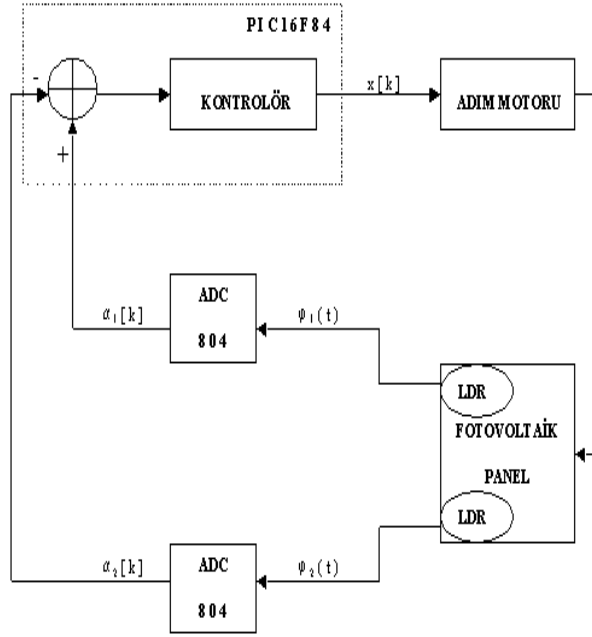 PIC16F84
-
KONTROLÖR
x[k]
ADIM MOTORU
+
ADC
804
α₁[k]
φ₁(t)
LDR
FOTOVOLTAİK
PANEL
LDR
ADC
804
α₂[k]
φ₂(t)